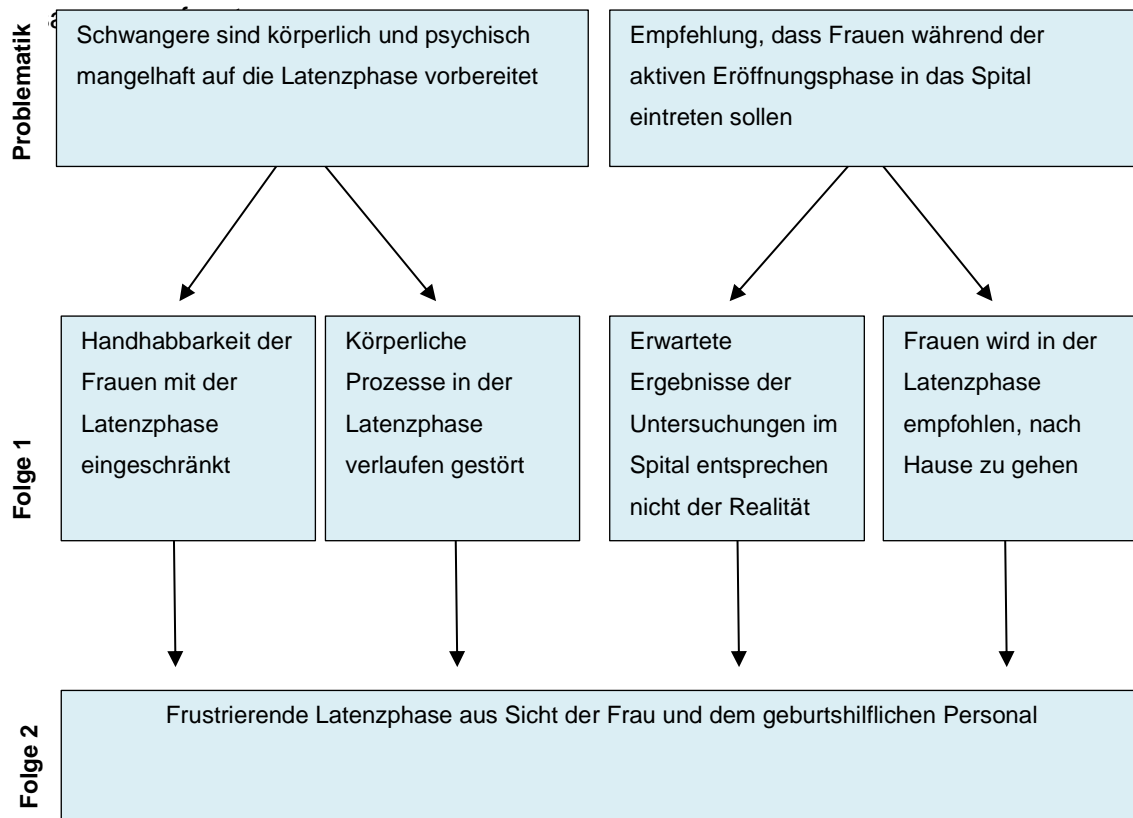 Problematik
Schwangere sind körperlich und psychisch
mangelhaft auf die Latenzphase vorbereitet
Empfehlung, dass Frauen während der
aktiven Eröffnungsphase in das Spital
eintreten sollen
Folge 1
Handhabbarkeit der
Frauen mit der
Latenzphase
eingeschränkt
Körperliche
Prozesse in der
Latenzphase
verlaufen gestört
Erwartete
Ergebnisse der
Untersuchungen im
Spital entsprechen
nicht der Realität
Frauen wird in der
Latenzphase
empfohlen, nach
Hause zu gehen
Folge 2
Frustrierende Latenzphase aus Sicht der Frau und dem geburtshilflichen Personal